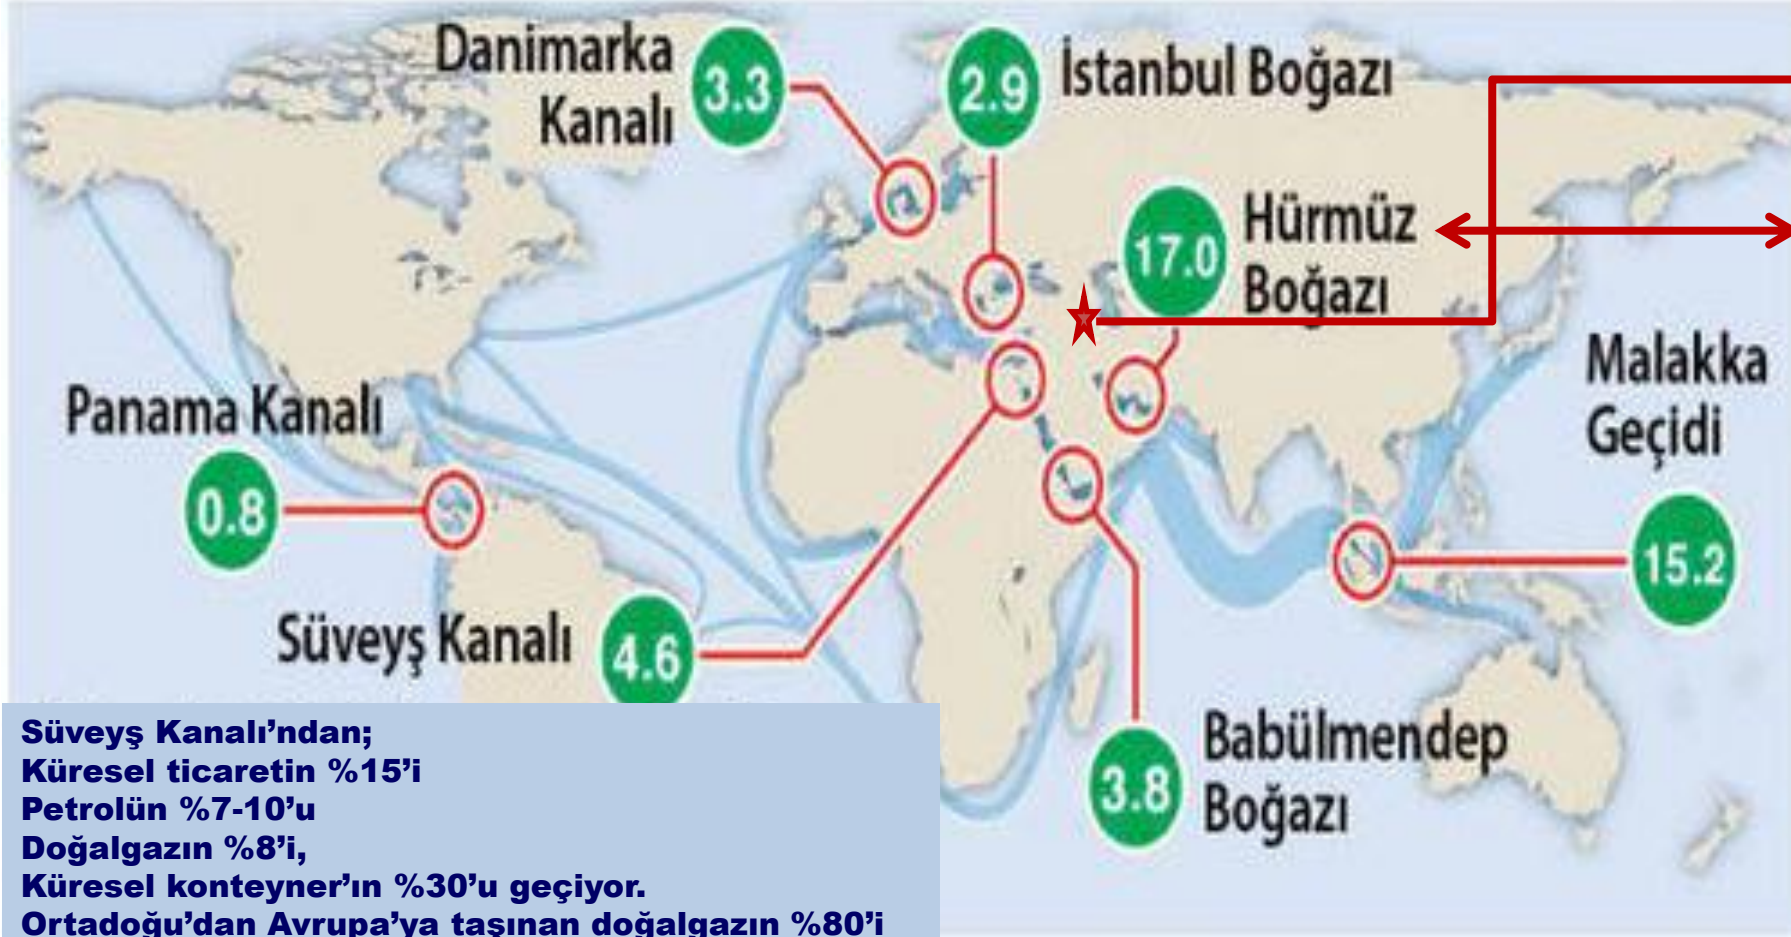 Danimarka
Kanalı
3.3
2.9
İstanbul Boğazı
17.0
Hürmüz
Boğazı
Malakka
Geçidi
15.2
Panama Kanalı
0.8
Süveyş Kanalı
4.6
Babülmendep
Boğazı
3.8
Süveyş Kanalı’ndan;
Küresel ticaretin %15’i
Petrolün %7-10’u
Doğalgazın %8’i,
Küresel konteyner’ın %30’u geçiyor.
Ortadoğu’dan Avrupa’ya taşınan doğalgazın %80’i